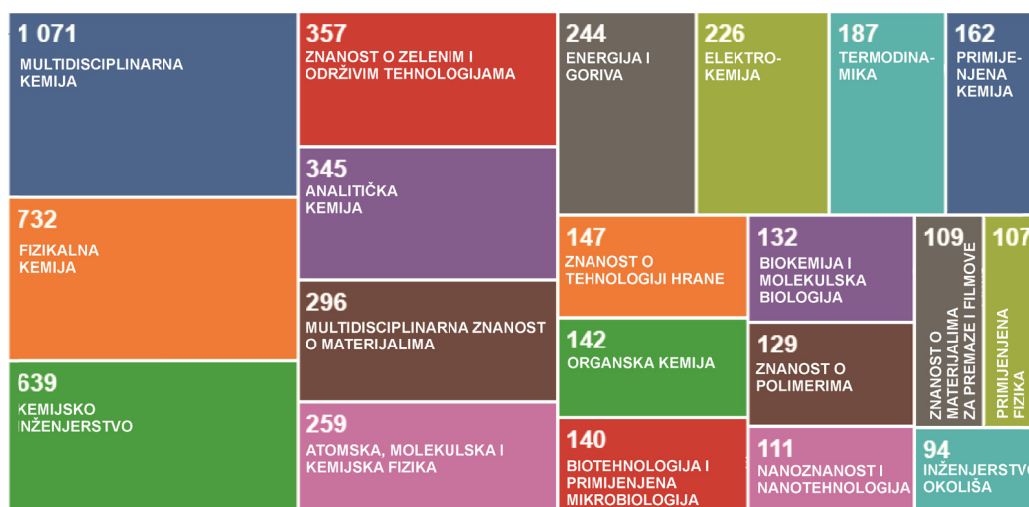 1 071
MULTIDISCIPLINARNA
KEMIJA
732
FIZIKALNA
KEMIJA
639
KEMIJSKO
INŽENJERSTVO
357
ZNANOST O ZELENIM I
ODRŽIVIM TEHNOLOGIJAMA
345
ANALITIČKA
KEMIJA
296
MULTIDISCIPLINARNA ZNANOST
O MATERIJALIMA
259
ATOMSKA, MOLEKULSKA I
KEMIJSKA FIZIKA
244
ENERGIJA I
GORIVA
226
ELEKTRO-
KEMIJA
187
TERMODINA-
MIKA
162
PRIMIJE-
NJENA
KEMIJA
147
ZNANOST O
TEHNOLOGIJI HRANE
142
ORGANSKA KEMIJA
140
BIOTEHNOLOGIJA I
PRIMIJENJENA
MIKROBIOLOGIJA
132
BIOKEMIJA I
MOLEKULSKA
BIOLOGIJA
129
ZNANOST O
POLIMERIMA
111
NANOZNANOST I
NANOTEHNOLOGIJA
109
ZNANOST O
MATERIJALIMA
ZA PREMAZE I FILMOVE
107
PRIMIJENJENA
FIZIKA
94
INŽENJERSTVO
OKOLIŠA